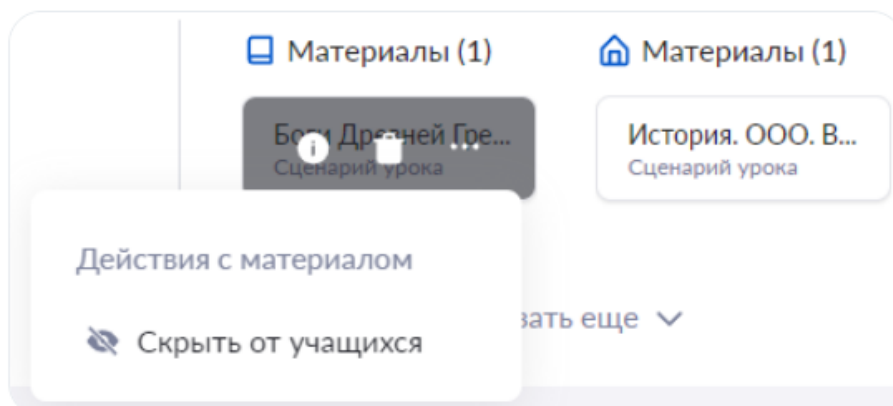 Материалы (1)
Материалы (1)
Боги Древней Гре...
Сценарий урока
История. ООО. В...
Сценарий урока
Действия с материалом
Скрыть от учащихся
зать еще